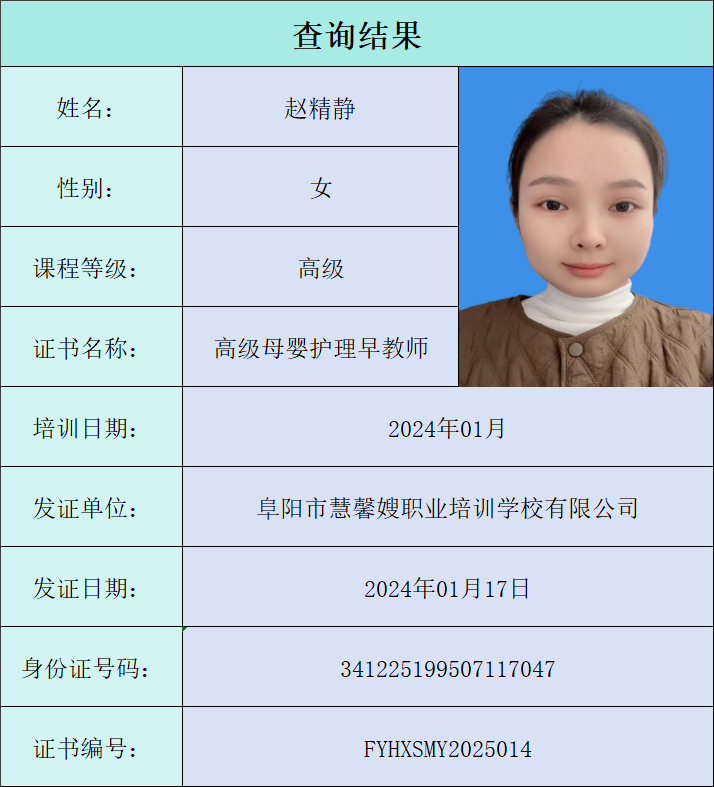 查询结果
姓名： 赵精静
性别： 女
课程等级： 高级
证书名称： 高级母婴护理早教师
培训日期： 2024年01月
发证单位： 阜阳市慧馨嫂职业培训学校有限公司
发证日期： 2024年01月17日
身份证号码： 341225199507117047
证书编号： FYHXSMY2025014